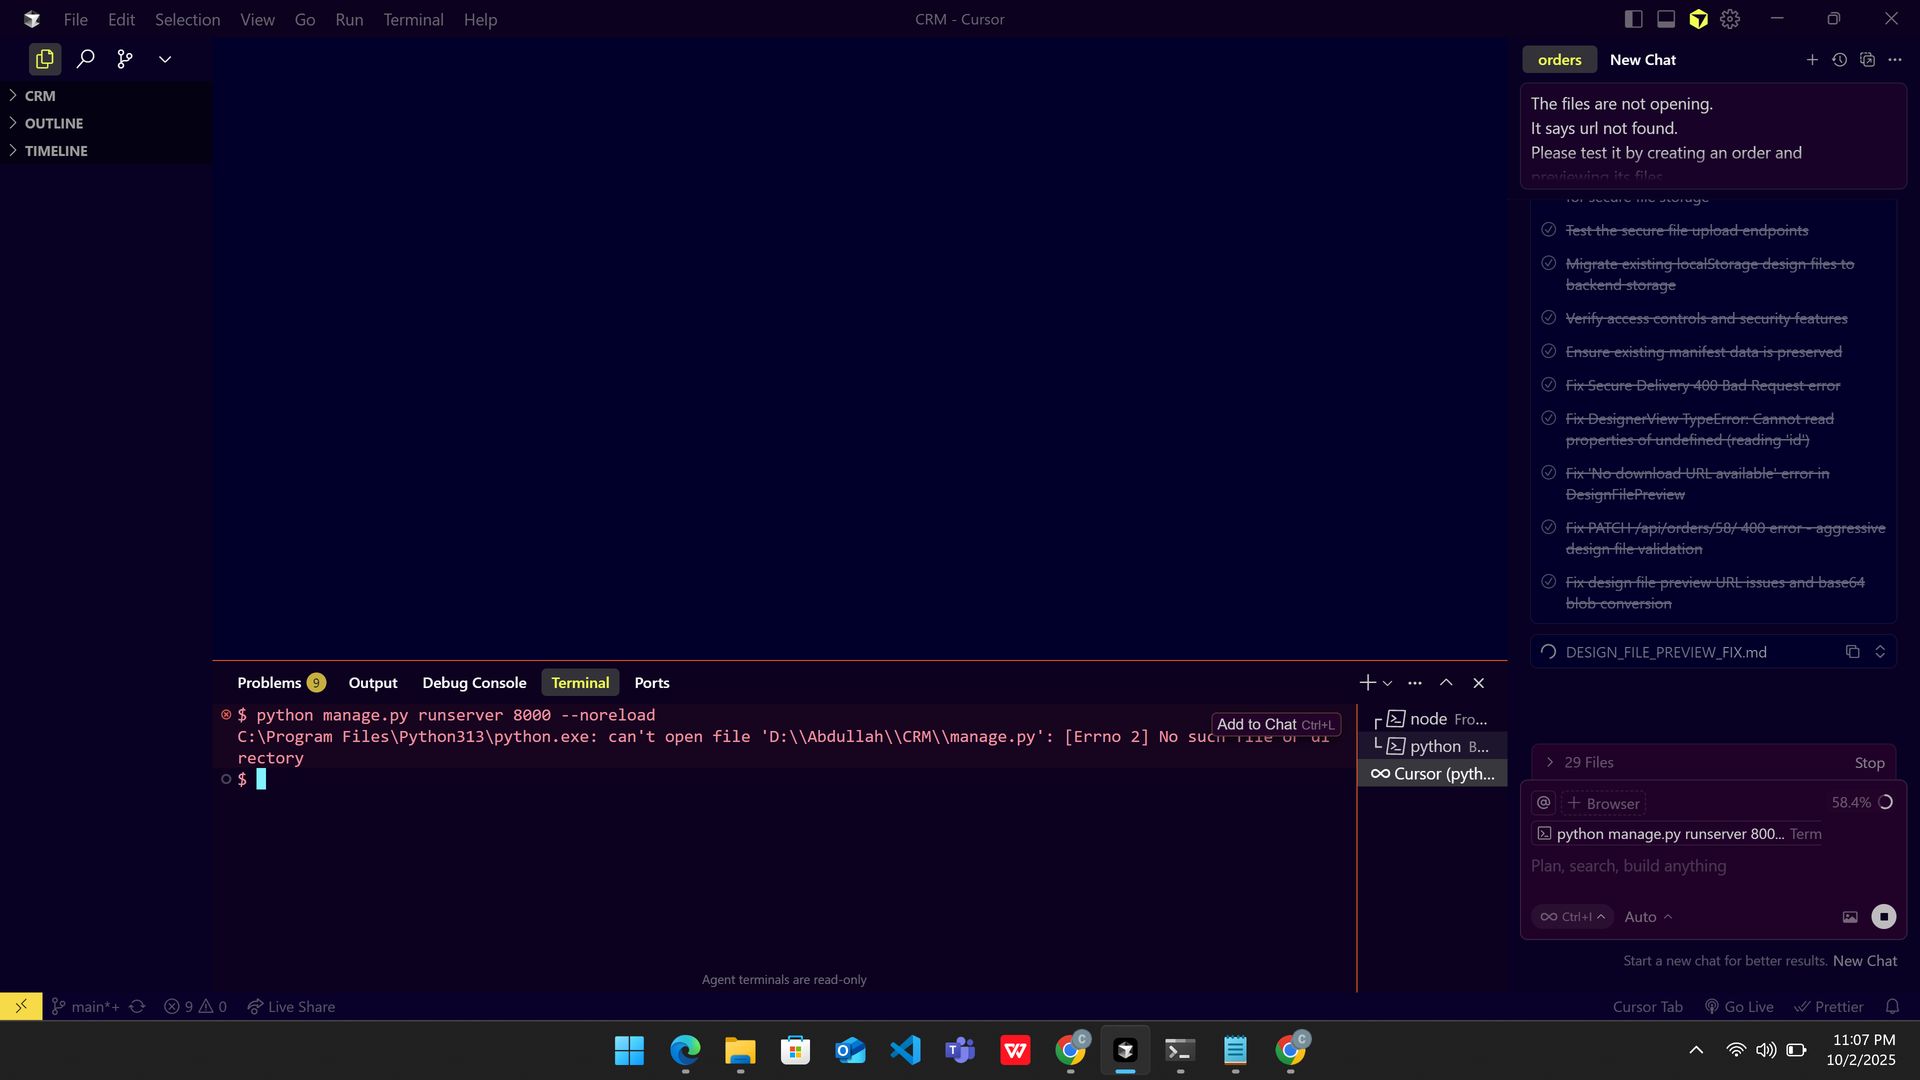 File Edit Selection View Go Run Terminal Help
CRM - Cursor
CRM
OUTLINE
TIMELINE
orders New Chat
The files are not opening.
It says url not found.
Please test it by creating an order and
previewing its files
for secure file storage
Test the secure file upload endpoints
Migrate existing localStorage design files to
backend storage
Verify access controls and security features
Ensure existing manifest data is preserved
Fix Secure Delivery 400 Bad Request error
Fix DesignerView TypeError: Cannot read
properties of undefined (reading 'id')
Fix 'No download URL available' error in
DesignFilePreview
Fix PATCH /api/orders/58/ 400 error - aggressive
design file validation
Fix design file preview URL issues and base64
blob conversion
DESIGN_FILE_PREVIEW_FIX.md
29 Files Stop
@ + Browser 58.4%
python manage.py runserver 800... Term
Plan, search, build anything
Ctrl+I Auto
Start a new chat for better results. New Chat
Problems 9 Output Debug Console Terminal Ports
$ python manage.py runserver 8000 --noreload
C:\Program Files\Python313\python.exe: can't open file 'D:\\Abdullah\\CRM\\manage.py': [Errno 2] No such file or di
rectory
$
Add to Chat Ctrl+L
node Fro...
python B...
Cursor (pyth...
Agent terminals are read-only
main*+ 9 0 Live Share
Cursor Tab Go Live Prettier
11:07 PM
10/2/2025